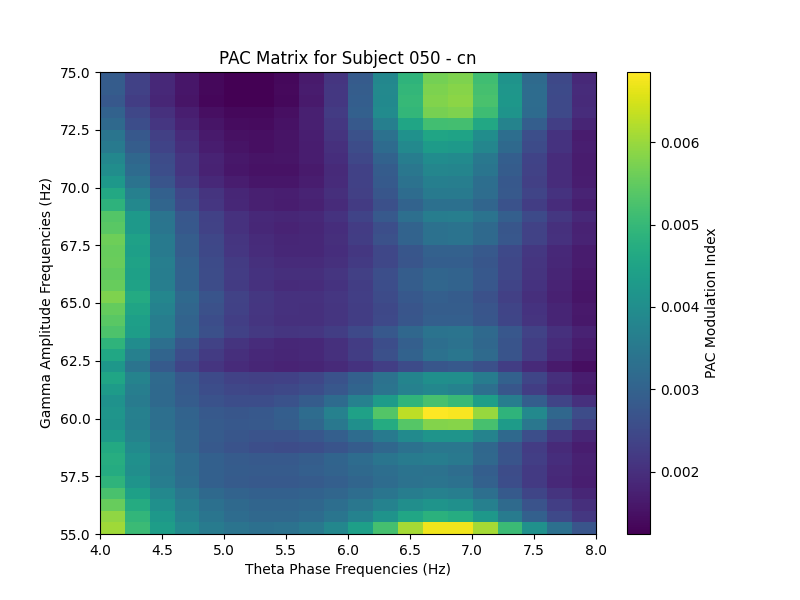 PAC Matrix for Subject 050 - cn
75.0
72.5
70.0
67.5
65.0
62.5
60.0
57.5
55.0
Gamma Amplitude Frequencies (Hz)
4.0 4.5 5.0 5.5 6.0 6.5 7.0 7.5 8.0
Theta Phase Frequencies (Hz)
0.006
0.005
0.004
0.003
0.002
PAC Modulation Index